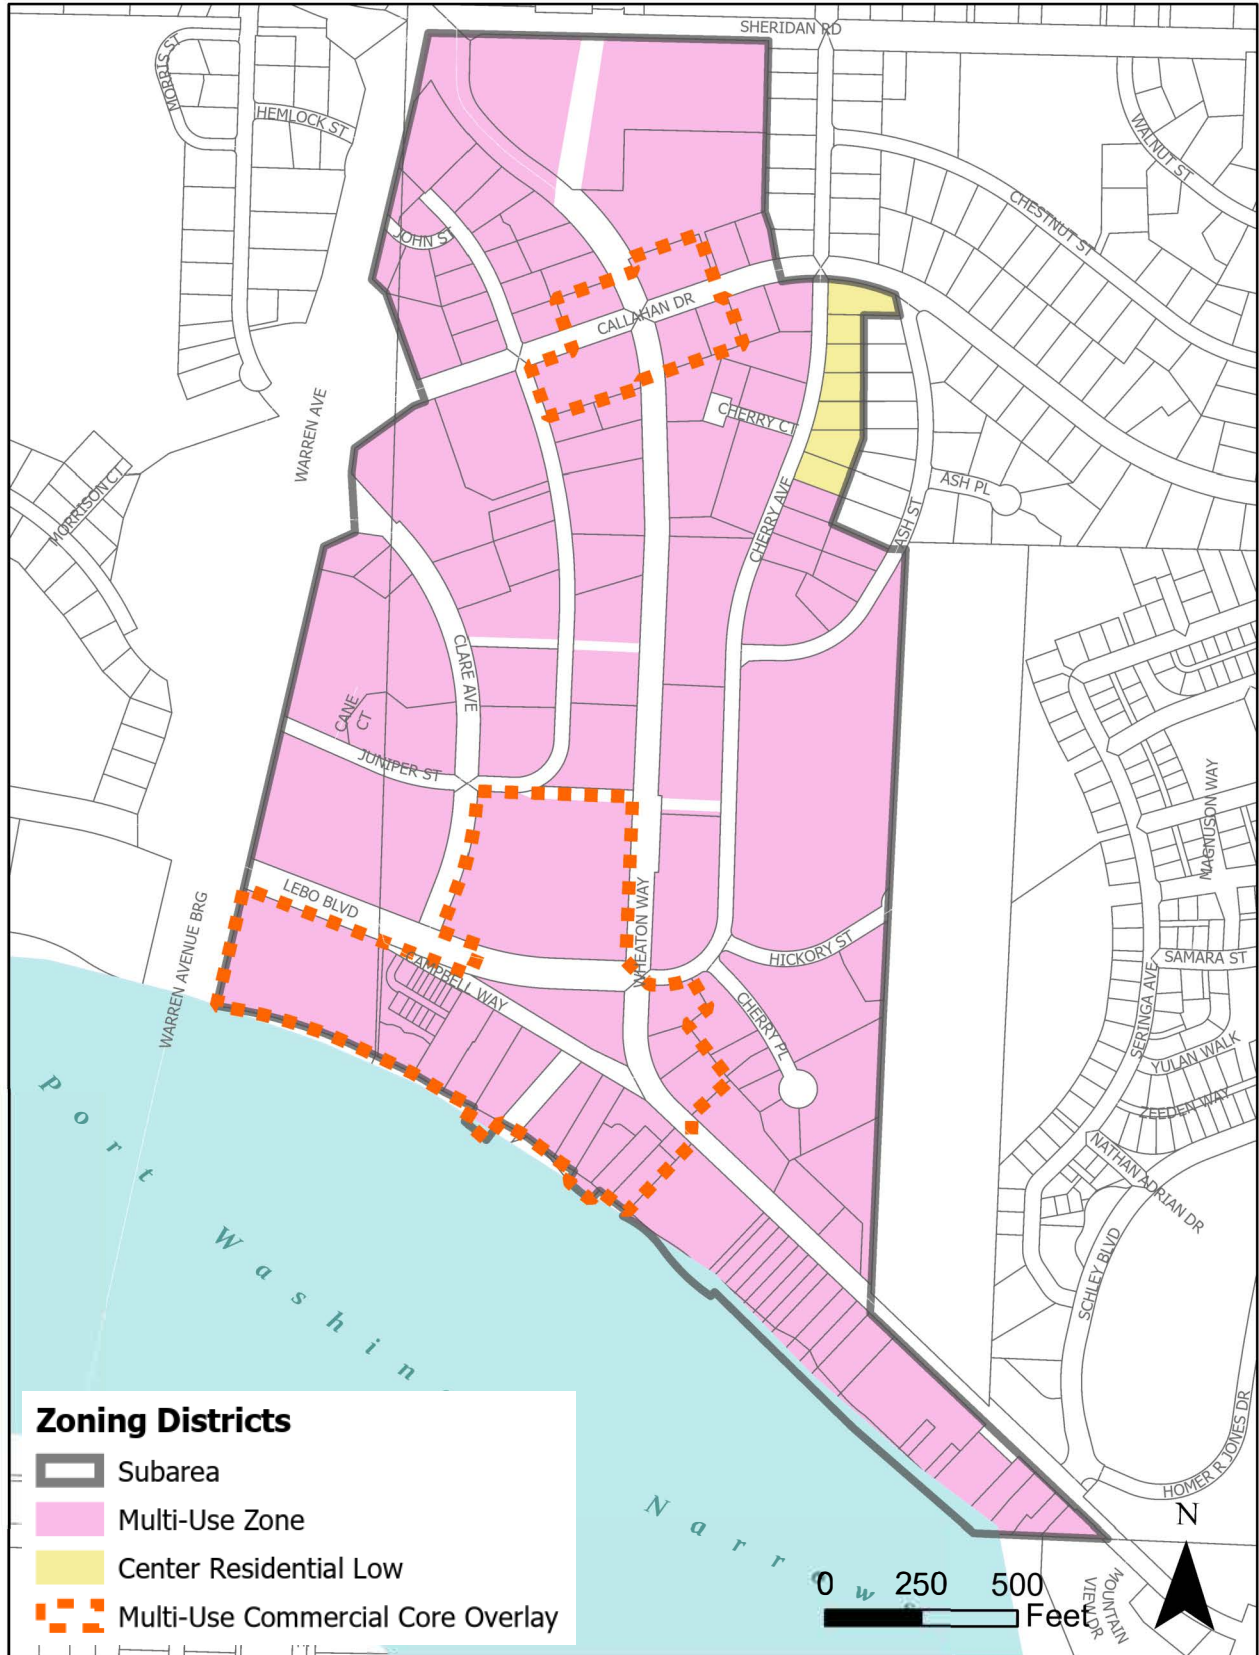 SHERIDAN RD
MORRIS ST
HEMLOCK ST
WALNUT ST
CHESTNUT ST
JOHN ST
CALLAHAN DR
WARREN AVE
CHERRY CT
MORRISON CT
ASH PL
CHERRY AVE
ASH ST
CLARE AVE
CANE
CT
JUNIPER ST
MAGNUSON WAY
LEBO BLVD
WHEATON WAY
WARREN AVENUE BRG
CAMPBELL WAY
HICKORY ST
SAMARA ST
CHERRY PL
SERINGA AVE
YULAN WALK
ZEEDEN WAY
NATHAN ADRIAN DR
SCHLEY BLVD
HOMER R JONES DR
MOUNTAIN
VIEW DR
Port
Washin
Narrows
Zoning Districts
Subarea
Multi-Use Zone
Center Residential Low
Multi-Use Commercial Core Overlay
N
0 250 500
Feet